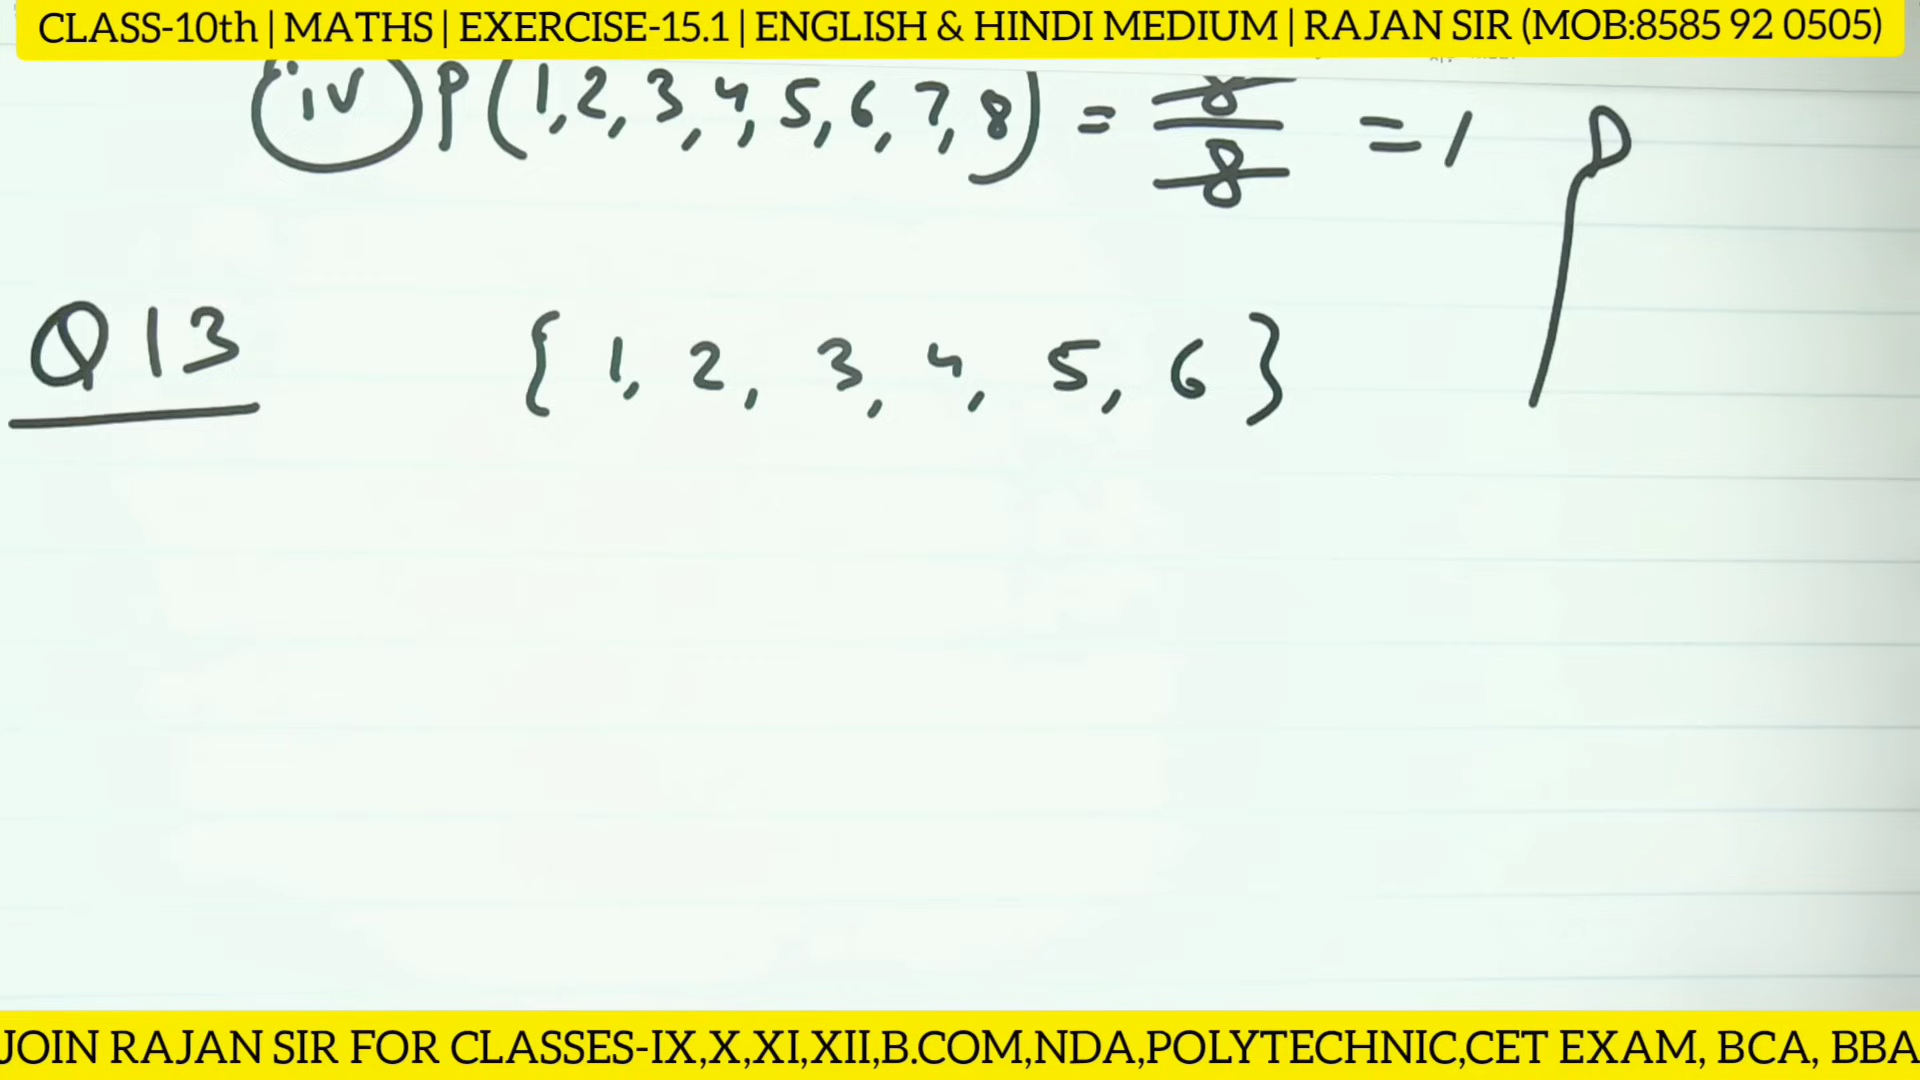 CLASS-10th | MATHS | EXERCISE-15.1 | ENGLISH & HINDI MEDIUM | RAJAN SIR (MOB:8585 92 0505)
(iv) P(1,2,3,4,5,6,7,8) = 8/8 = 1
Q13 {1, 2, 3, 4, 5, 6}
JOIN RAJAN SIR FOR CLASSES-IX,X,XI,XII,B.COM,NDA,POLYTECHNIC,CET EXAM, BCA, BBA